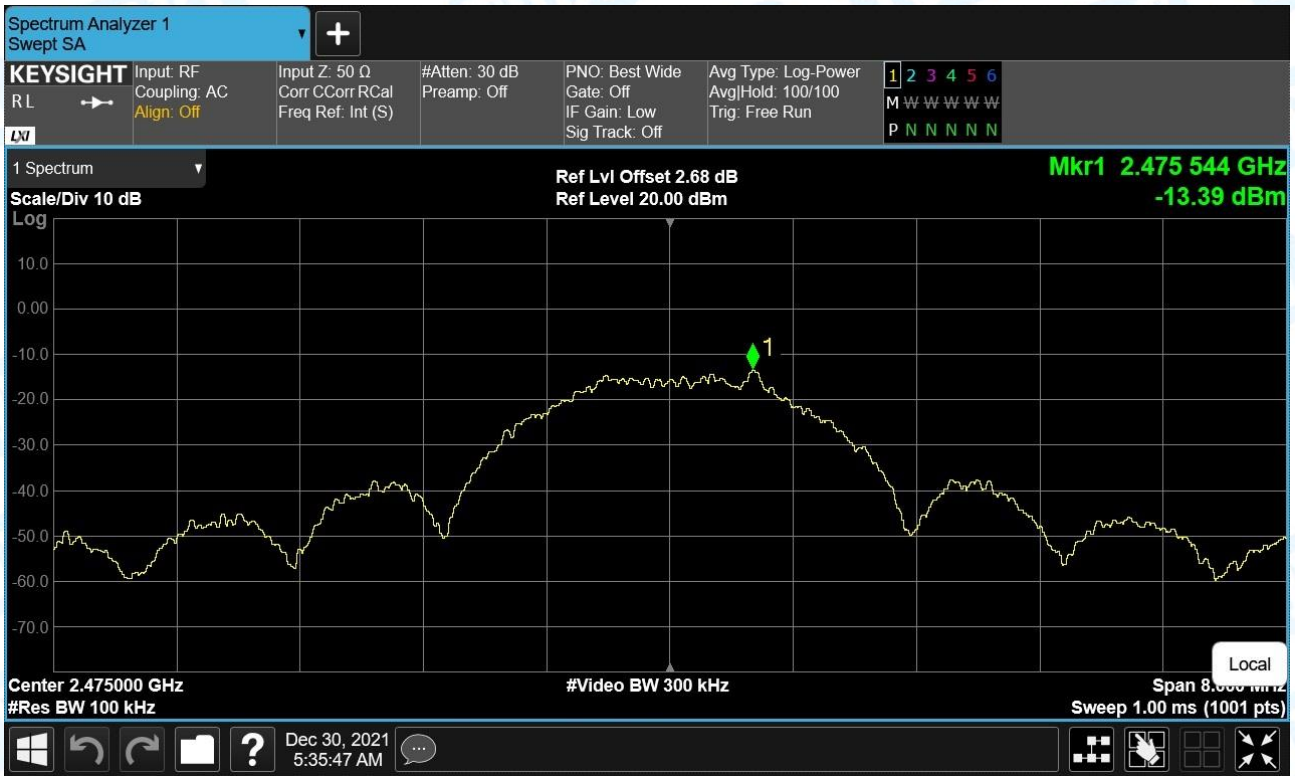 Spectrum Analyzer 1
Swept SA
+
KEYSIGHT
R L
LXI
Input: RF
Coupling: AC
Align: Off
Input Z: 50 Ω
Corr CCorr RCal
Freq Ref: Int (S)
#Atten: 30 dB
Preamp: Off
PNO: Best Wide
Gate: Off
IF Gain: Low
Sig Track: Off
Avg Type: Log-Power
Avg|Hold: 100/100
Trig: Free Run
1 2 3 4 5 6
M W W W W W W
P N N N N N
1 Spectrum
Scale/Div 10 dB
Ref Lvl Offset 2.68 dB
Ref Level 20.00 dBm
Mkr1 2.475 544 GHz
-13.39 dBm
Log
10.0
0.00
-10.0
-20.0
-30.0
-40.0
-50.0
-60.0
-70.0
1
Local
Center 2.475000 GHz
#Res BW 100 kHz
#Video BW 300 kHz
Span
Sweep 1.00 ms (1001 pts)
?
Dec 30, 2021
5:35:47 AM